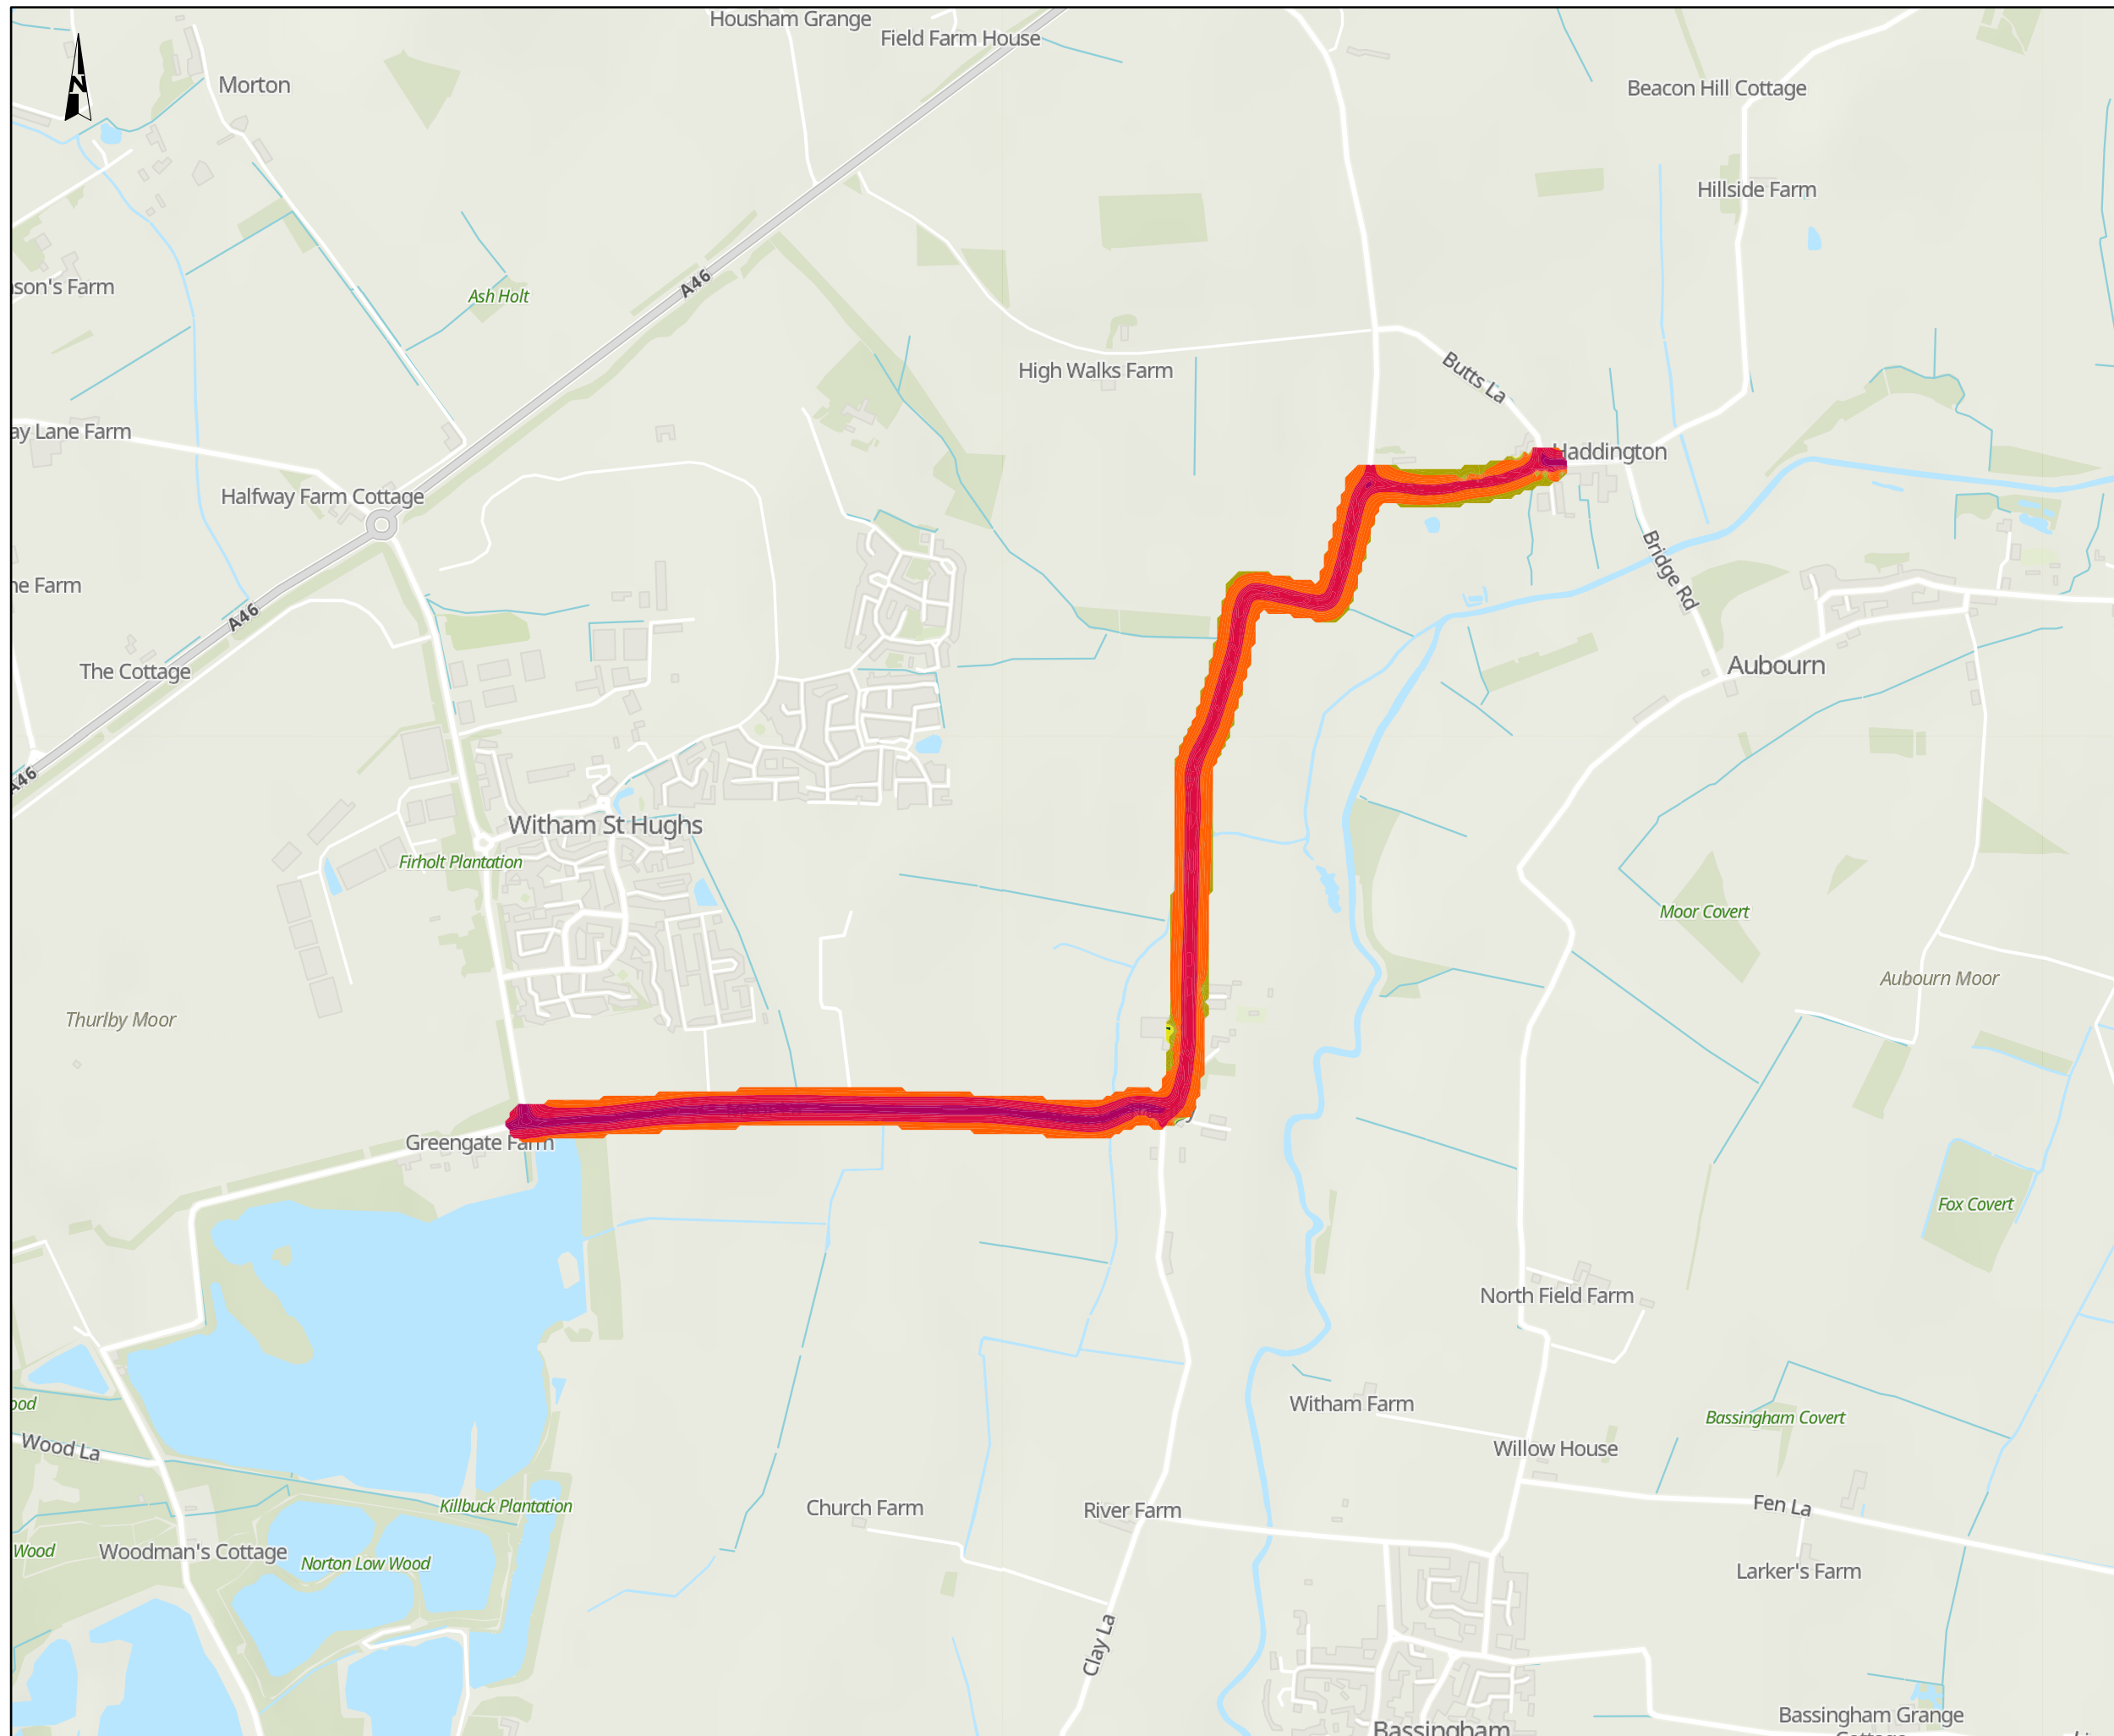 Housham Grange
Field Farm House
N
Morton
Beacon Hill Cottage
Hillside Farm
son's Farm
Ash Holt
A46
High Walks Farm
Butts La
ay Lane Farm
Haddington
Halfway Farm Cottage
Bridge Rd
ne Farm
A46
The Cottage
Aubourn
A46
Witham St Hughs
Firholt Plantation
Moor Covert
Aubourn Moor
Thurlby Moor
Greengate Farm
Fox Covert
North Field Farm
Witham Farm
ood
Bassingham Covert
Wood La
Willow House
Killbuck Plantation
Church Farm
River Farm
Fen La
Wood
Woodman's Cottage
Norton Low Wood
Larker's Farm
Clay La
Bassingham Grange
Bassingham